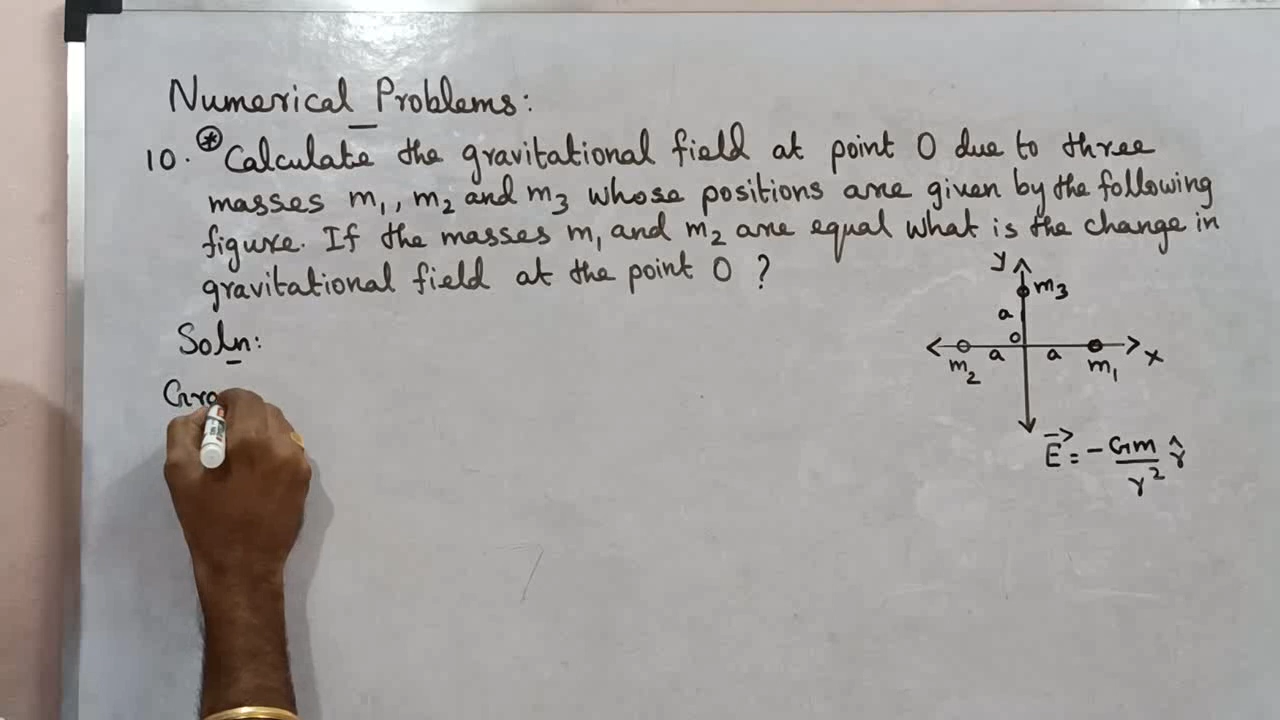 Numerical Problems:
10. * Calculate the gravitational field at point O due to three
masses m₁, m₂ and m₃ whose positions are given by the following
figure. If the masses m₁ and m₂ are equal what is the change in
gravitational field at the point O ?
y
m₃
a
O
a a
x
m₂ m₁
Soln:
Gra
E⃗ = -Gm/r² r̂